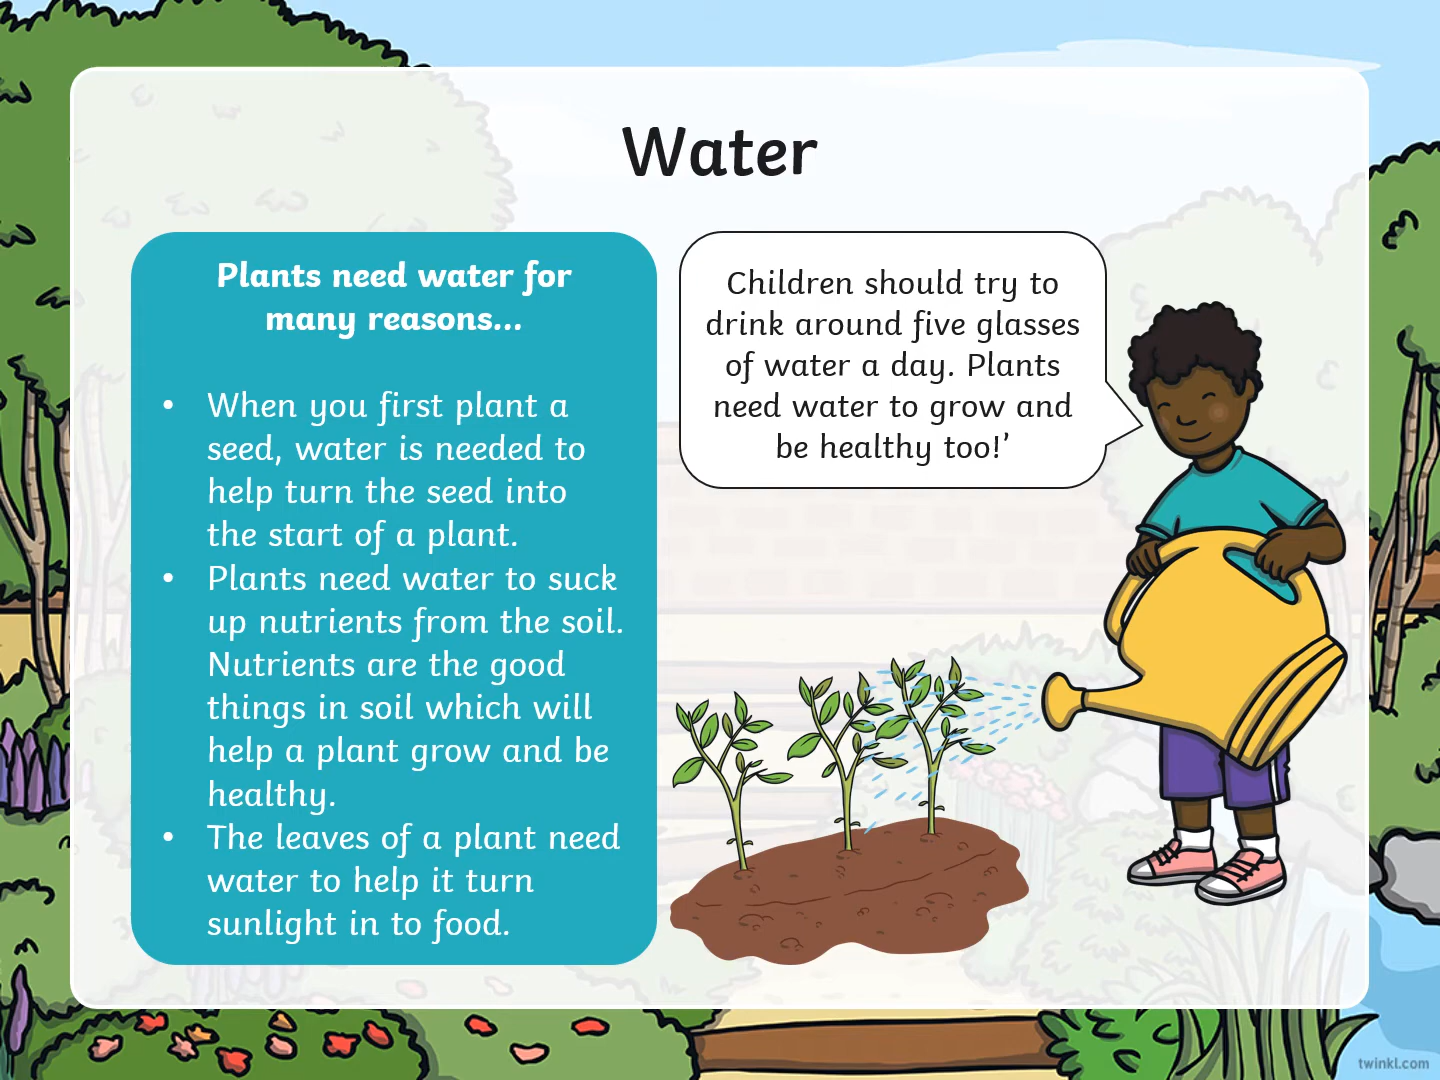 Water
Plants need water for
many reasons...
• When you first plant a
seed, water is needed to
help turn the seed into
the start of a plant.
• Plants need water to suck
up nutrients from the soil.
Nutrients are the good
things in soil which will
help a plant grow and be
healthy.
• The leaves of a plant need
water to help it turn
sunlight in to food.
Children should try to
drink around five glasses
of water a day. Plants
need water to grow and
be healthy too!’
twinkl.com